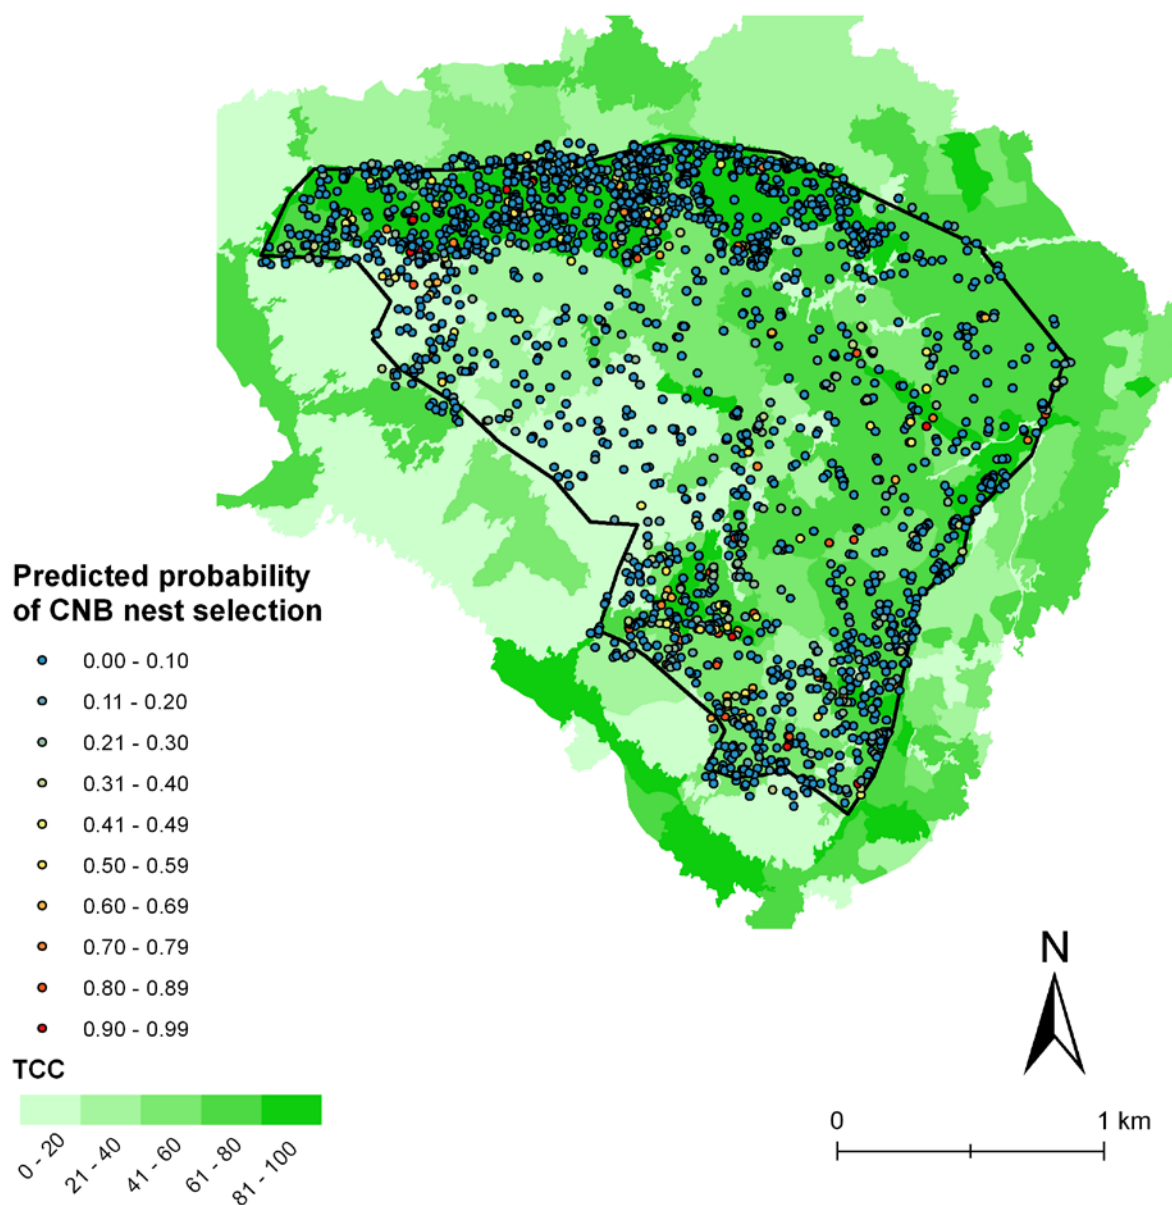 Predicted probability
of CNB nest selection
0.00 - 0.10
0.11 - 0.20
0.21 - 0.30
0.31 - 0.40
0.41 - 0.49
0.50 - 0.59
0.60 - 0.69
0.70 - 0.79
0.80 - 0.89
0.90 - 0.99
TCC
0 - 20
21 - 40
41 - 60
61 - 80
81 - 100
N
0 1 km